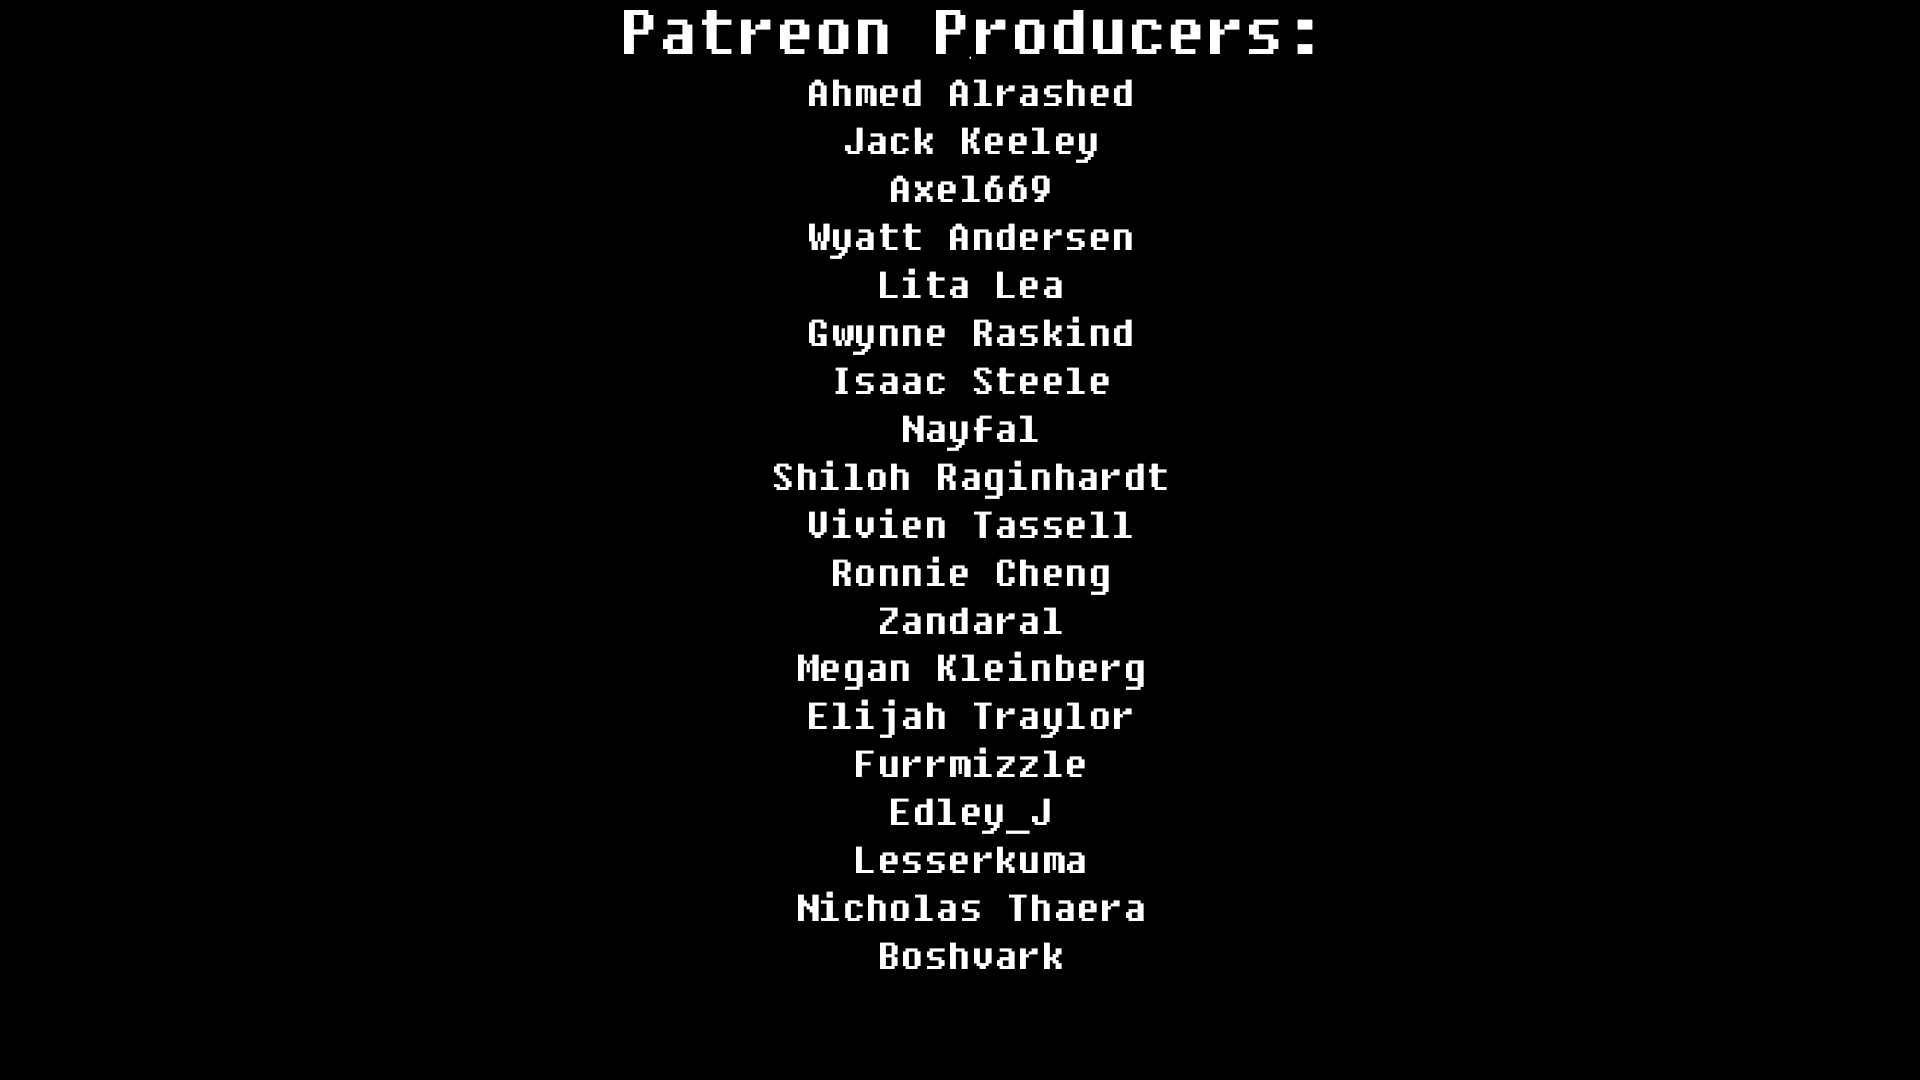 Patreon Producers:
Ahmed Alrashed
Jack Keeley
Axel669
Wyatt Andersen
Lita Lea
Gwynne Raskind
Isaac Steele
Nayfal
Shiloh Raginhardt
Vivien Tassell
Ronnie Cheng
Zandaral
Megan Kleinberg
Elijah Traylor
Furrmizzle
Edley_J
Lesserkuma
Nicholas Thaera
Boshvark